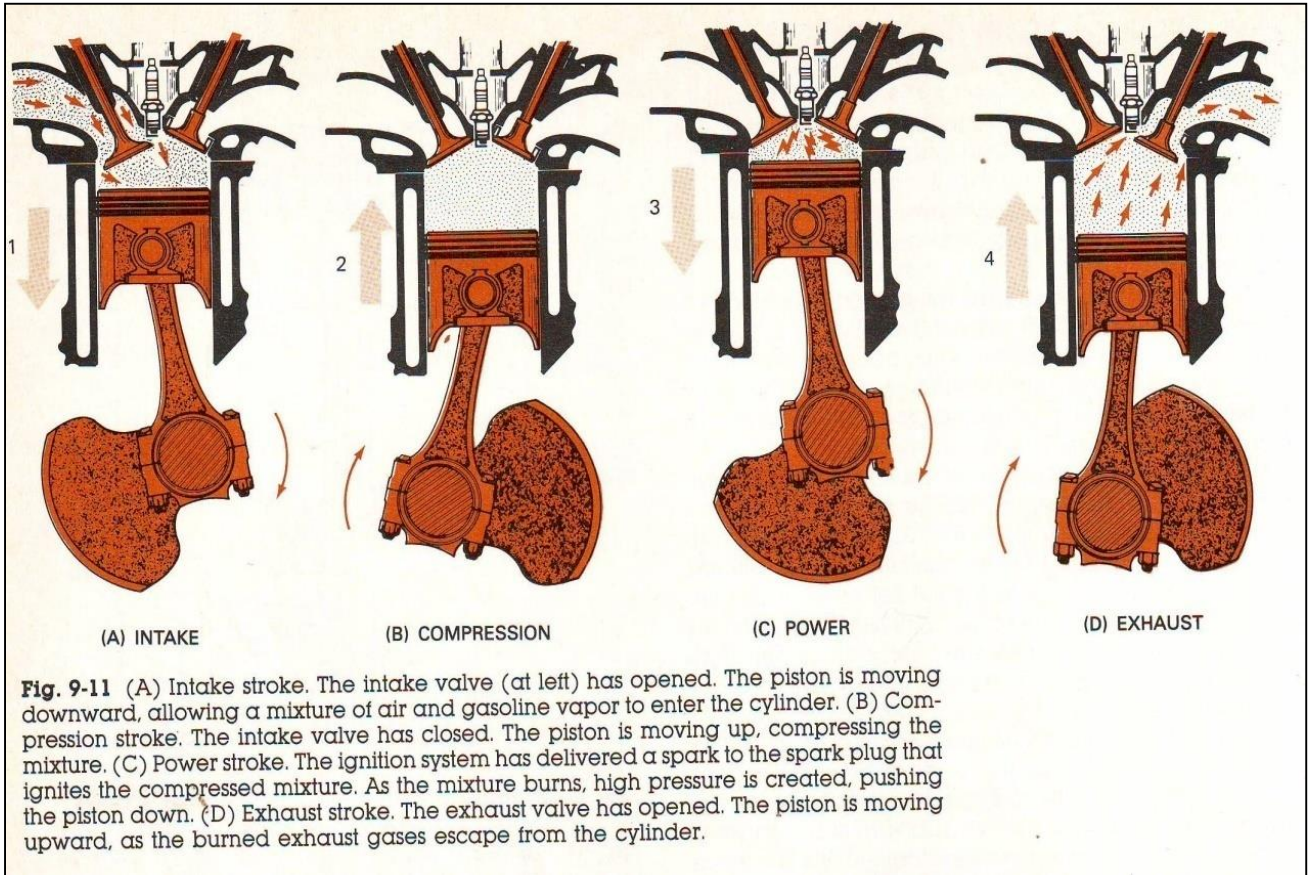 1
2
3
4
(A) INTAKE
(B) COMPRESSION
(C) POWER
(D) EXHAUST
Fig. 9-11 (A) Intake stroke. The intake valve (at left) has opened. The piston is moving
downward, allowing a mixture of air and gasoline vapor to enter the cylinder. (B) Com-
pression stroke. The intake valve has closed. The piston is moving up, compressing the
mixture. (C) Power stroke. The ignition system has delivered a spark to the spark plug that
ignites the compressed mixture. As the mixture burns, high pressure is created, pushing
the piston down. (D) Exhaust stroke. The exhaust valve has opened. The piston is moving
upward, as the burned exhaust gases escape from the cylinder.